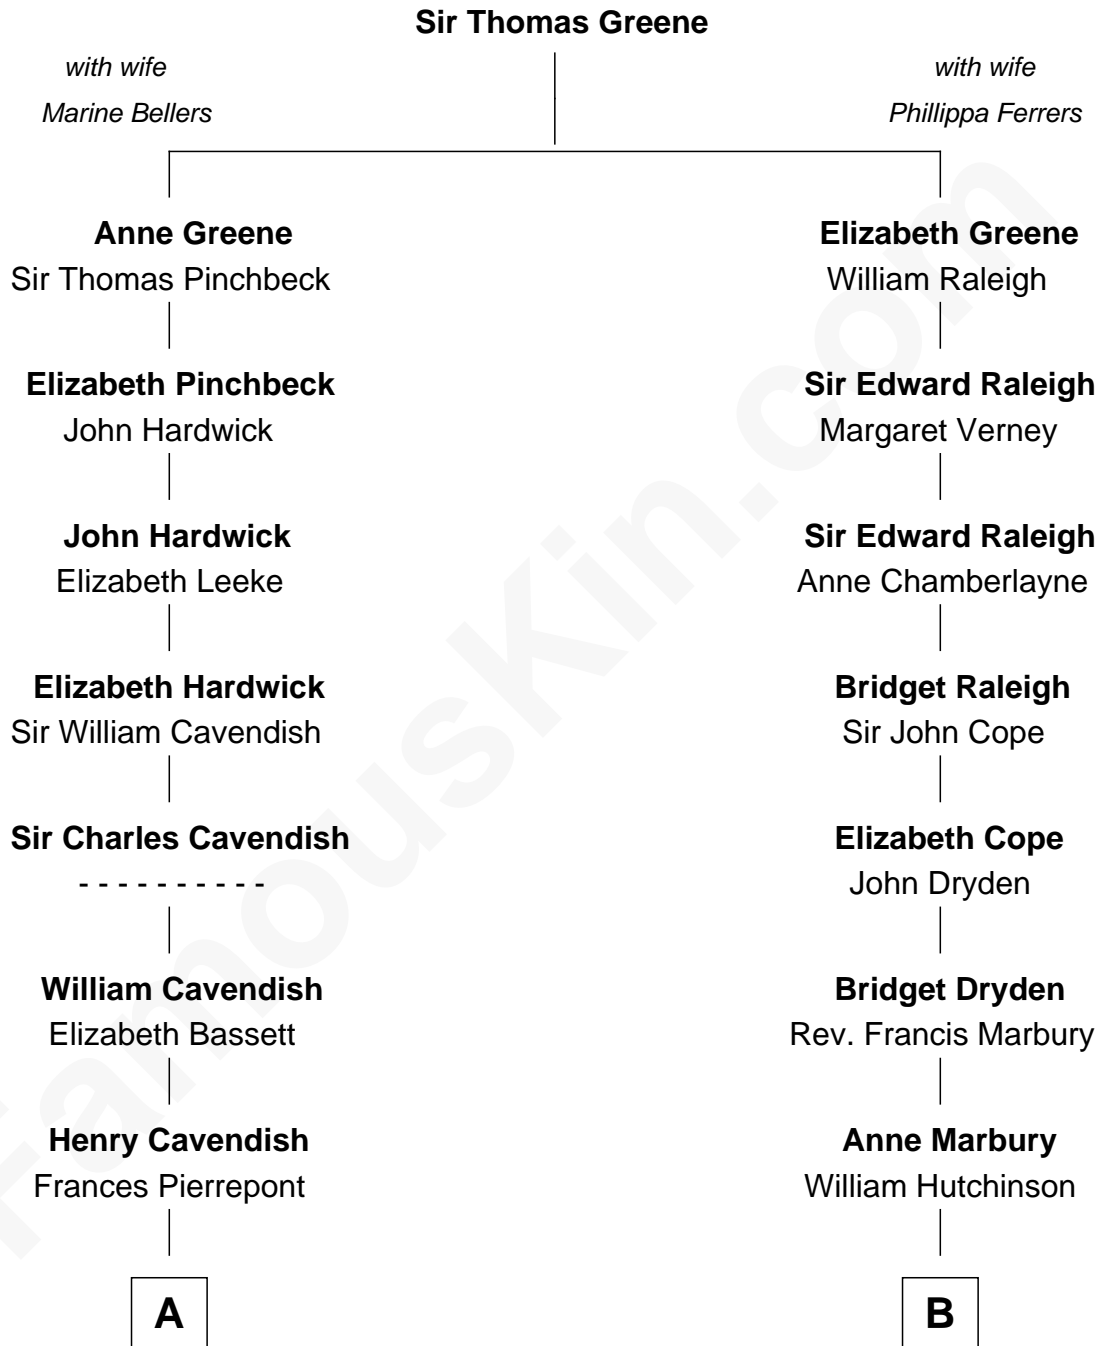 Sir Thomas Greene
with wife
Marine Bellers
with wife
Phillippa Ferrers
Anne Greene
Sir Thomas Pinchbeck
Elizabeth Pinchbeck
John Hardwick
John Hardwick
Elizabeth Leeke
Elizabeth Hardwick
Sir William Cavendish
Sir Charles Cavendish
- - - - - - - - - -
William Cavendish
Elizabeth Bassett
Henry Cavendish
Frances Pierrepont
A
Elizabeth Greene
William Raleigh
Sir Edward Raleigh
Margaret Verney
Sir Edward Raleigh
Anne Chamberlayne
Bridget Raleigh
Sir John Cope
Elizabeth Cope
John Dryden
Bridget Dryden
Rev. Francis Marbury
Anne Marbury
William Hutchinson
B
FamousKin.com